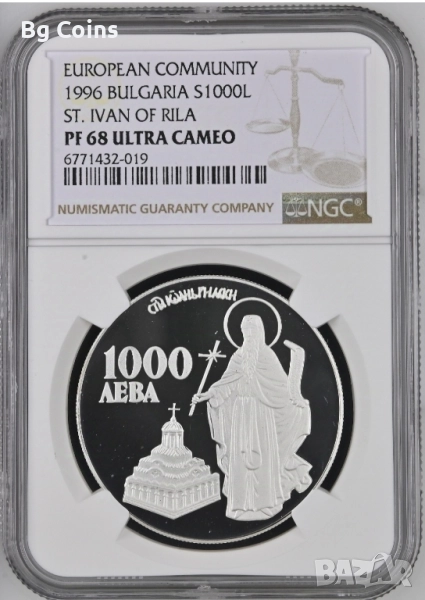 Bg Coins
EUROPEAN COMMUNITY
1996 BULGARIA S1000L
ST. IVAN OF RILA
PF 68 ULTRA CAMEO
6771432-019
NUMISMATIC GUARANTY COMPANY
NGC®
1000
ЛЕВА
BAZAR